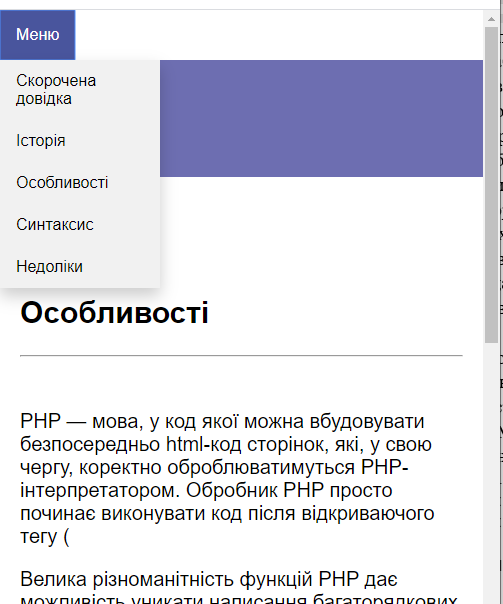 Меню
Скорочена
довідка
Історія
Особливості
Синтаксис
Недоліки
Особливості
PHP — мова, у код якої можна вбудовувати
безпосередньо html-код сторінок, які, у свою
чергу, коректно оброблюватимуться PHP-
інтерпретатором. Обробник PHP просто
починає виконувати код після відкриваючого
тегу (
Велика різноманітність функцій PHP дає
можливість уникати написання багаторядкових